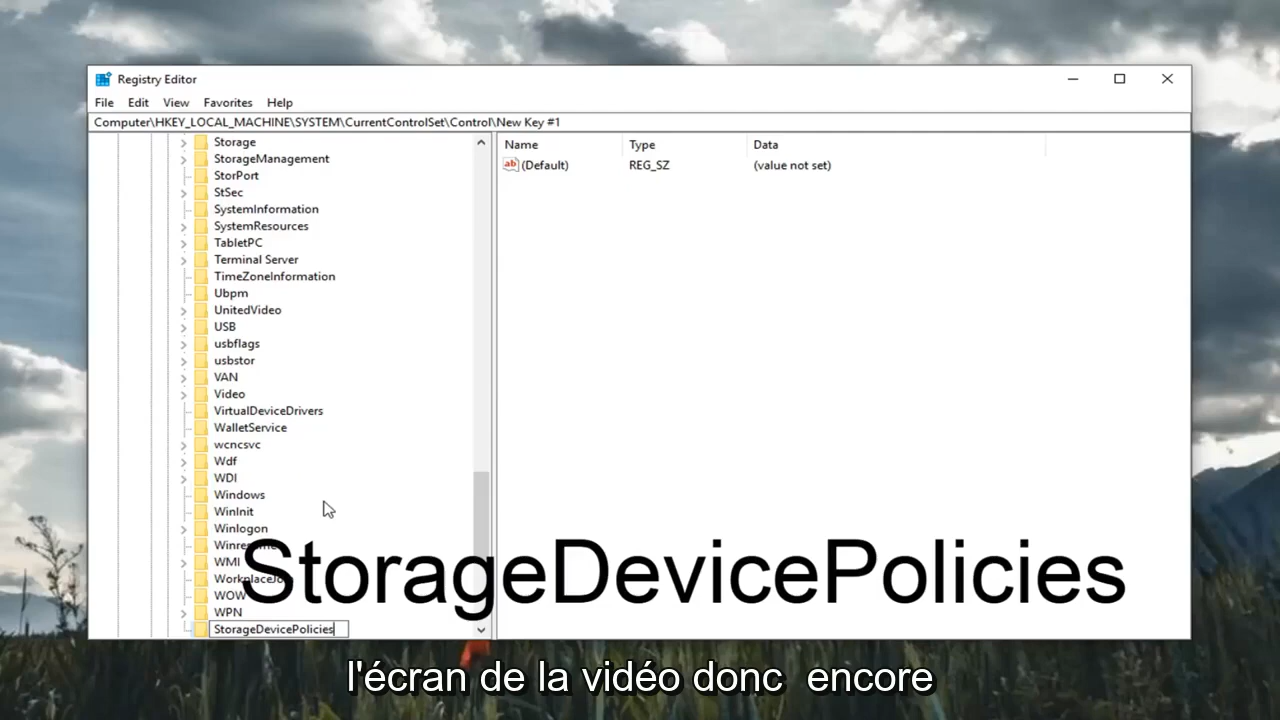 Registry Editor
File Edit View Favorites Help
Computer\HKEY_LOCAL_MACHINE\SYSTEM\CurrentControlSet\Control\New Key #1
Name Type Data
(Default) REG_SZ (value not set)
Storage
StorageManagement
StorPort
StSec
SystemInformation
SystemResources
TabletPC
Terminal Server
TimeZoneInformation
Ubpm
UnitedVideo
USB
usbflags
usbstor
VAN
Video
VirtualDeviceDrivers
WalletService
wcncsvc
Wdf
WDI
Windows
WinInit
Winlogon
WMI
WOW
WPN
StorageDevicePolicies
StorageDevicePolicies
l'écran de la vidéo donc encore